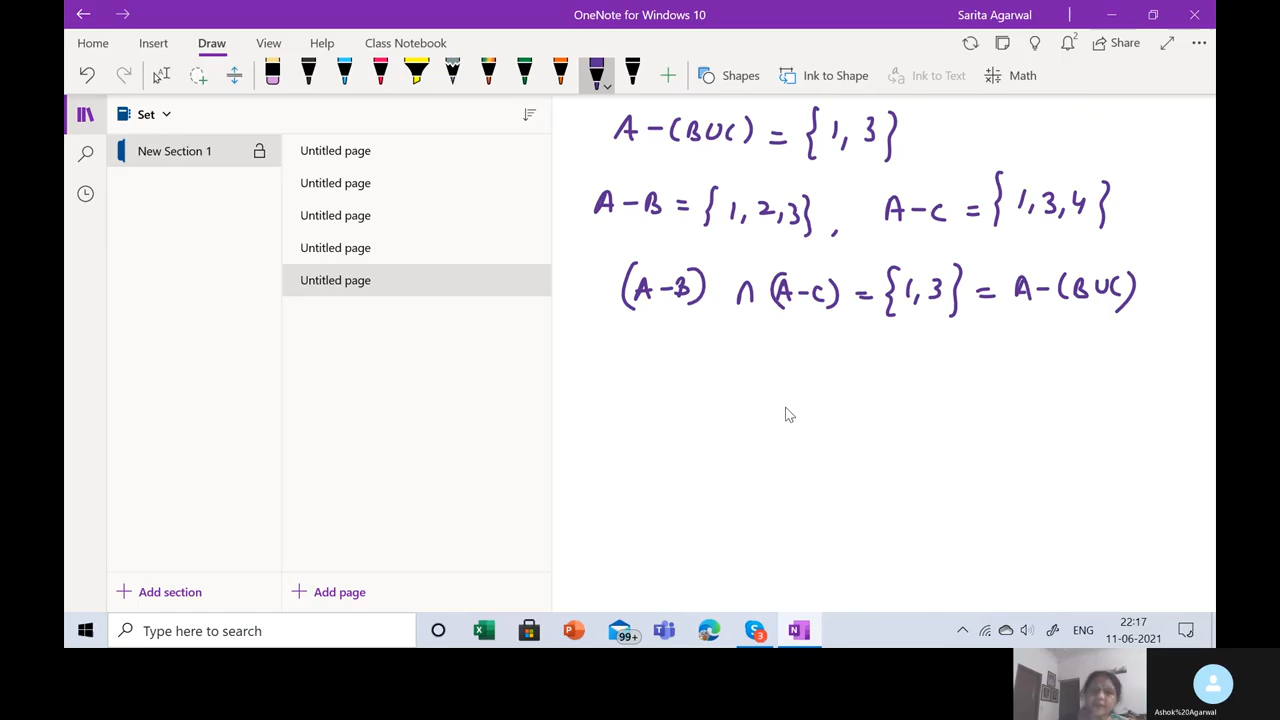 OneNote for Windows 10
Sarita Agarwal
Home Insert Draw View Help Class Notebook
2 Share
Shapes Ink to Shape Ink to Text Math
Set
New Section 1
Untitled page
Untitled page
Untitled page
Untitled page
Untitled page
A-(B∪C) = {1, 3}
A-B = {1, 2, 3}, A-C = {1, 3, 4}
(A-B) ∩ (A-C) = {1, 3} = A-(B∪C)
Add section Add page
Type here to search
99+
3
N
ENG
22:17
11-06-2021
Ashok%20Agarwal